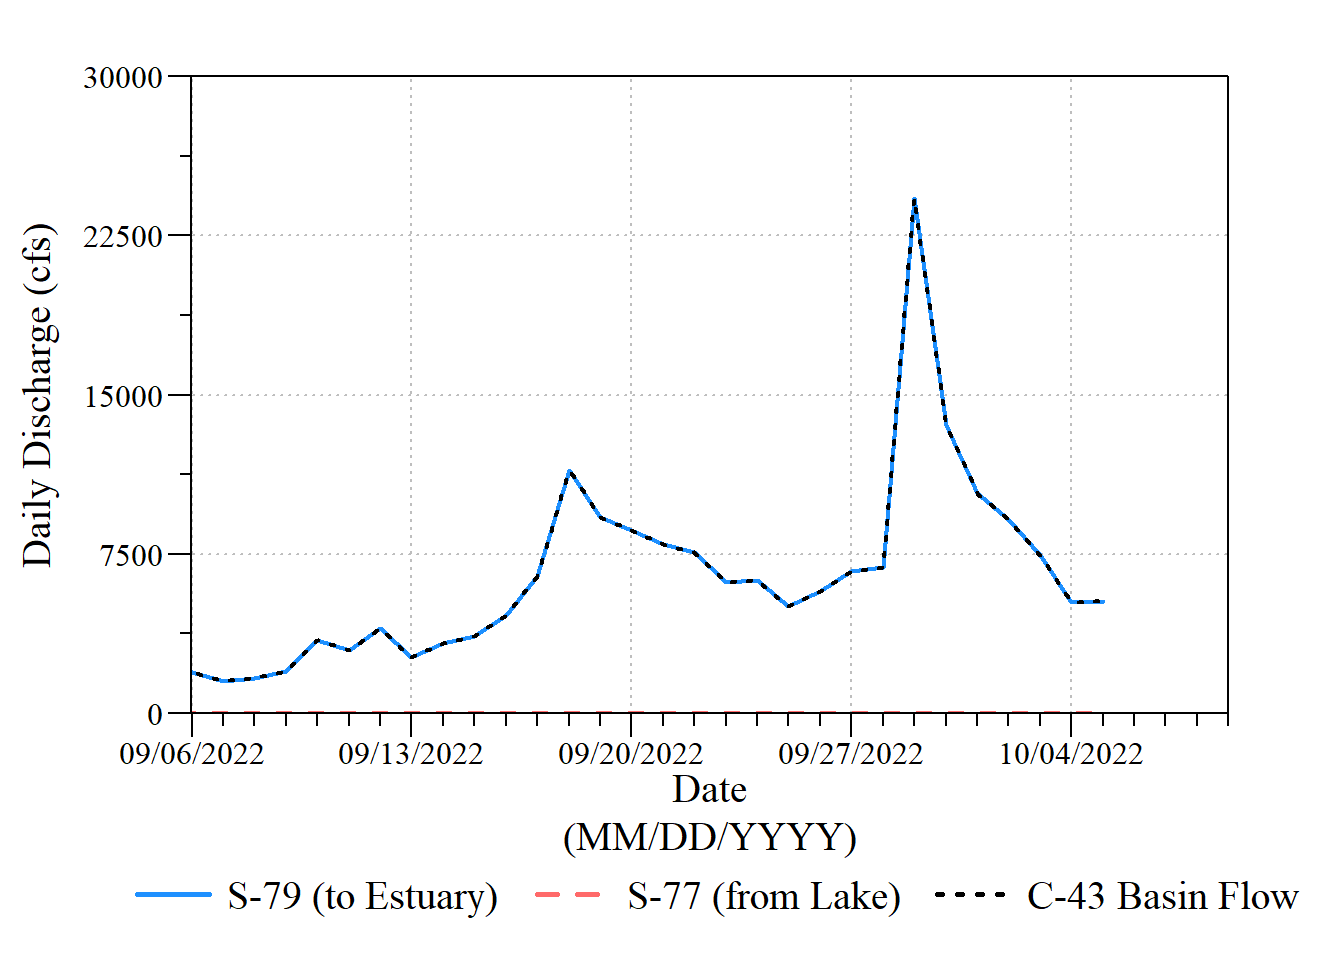 30000
22500
15000
7500
0
Daily Discharge (cfs)
09/06/2022 09/13/2022 09/20/2022 09/27/2022 10/04/2022
Date
(MM/DD/YYYY)
S-79 (to Estuary) S-77 (from Lake) C-43 Basin Flow